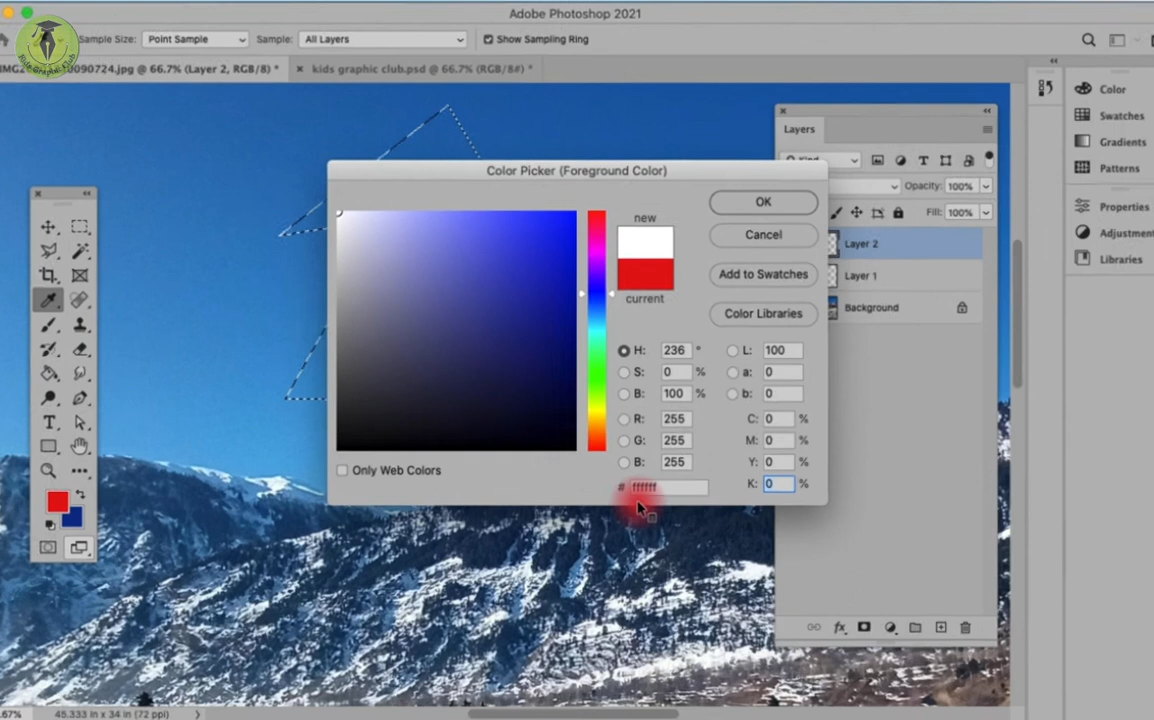 Adobe Photoshop 2021
Sample Size: Point Sample Sample: All Layers Show Sampling Ring
10090724.jpg @ 66.7% (Layer 2, RGB/8) * × kids graphic club.psd @ 66.7% (RGB/8#) *
Color
Swatches
Gradients
Patterns
Properties
Adjustmen
Libraries
Layers
Opacity: 100%
Fill: 100%
Layer 2
Layer 1
Background
Color Picker (Foreground Color)
new
current
OK
Cancel
Add to Swatches
Color Libraries
H: 236 ° L: 100
S: 0 % a: 0
B: 100 % b: 0
R: 255 C: 0 %
G: 255 M: 0 %
B: 255 Y: 0 %
# ffffff K: 0 %
Only Web Colors
T
fx
.67% 45.333 in x 34 in (72 ppi)